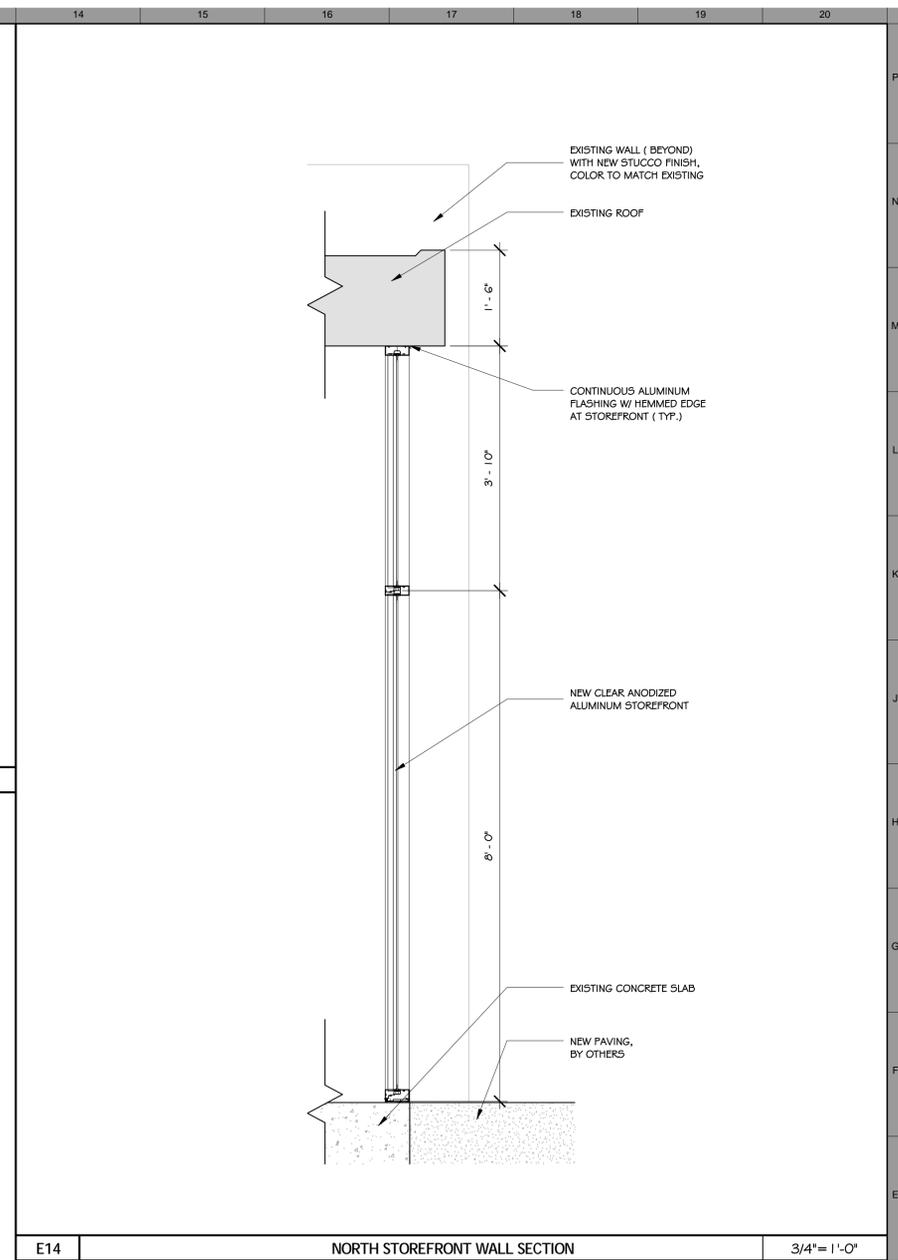 14 15 16 17 18 19 20
P
EXISTING WALL ( BEYOND)
WITH NEW STUCCO FINISH,
COLOR TO MATCH EXISTING
N
EXISTING ROOF
1' - 6"
M
CONTINUOUS ALUMINUM
FLASHING W/ HEMMED EDGE
AT STOREFRONT ( TYP.)
L
3' - 10"
K
NEW CLEAR ANODIZED
ALUMINUM STOREFRONT
J
H
8' - 0"
G
EXISTING CONCRETE SLAB
NEW PAVING,
BY OTHERS
F
E
E14 NORTH STOREFRONT WALL SECTION 3/4"= 1'-0"